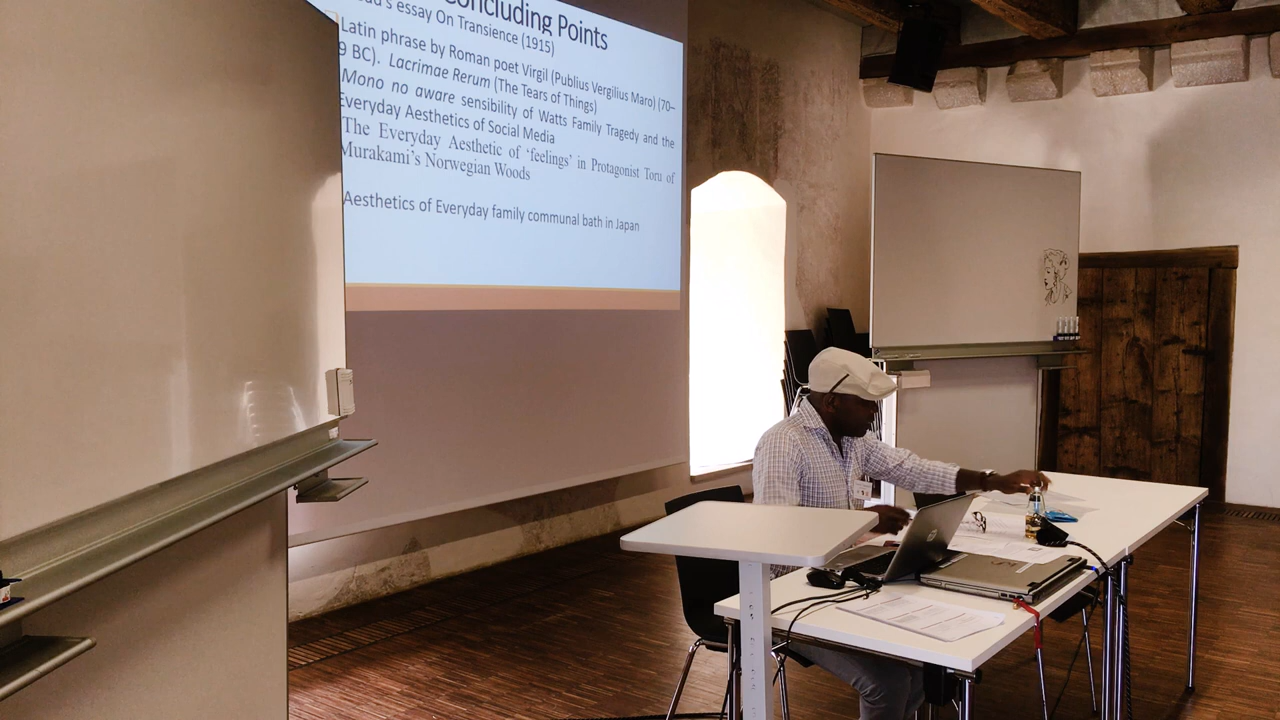 oncluding Points
's essay On Transience (1915)
Latin phrase by Roman poet Virgil (Publius Vergilius Maro) (70–
9 BC). Lacrimae Rerum (The Tears of Things)
Mono no aware sensibility of Watts Family Tragedy and the
Everyday Aesthetics of Social Media
The Everyday Aesthetic of ‘feelings’ in Protagonist Toru of
Murakami’s Norwegian Woods
Aesthetics of Everyday family communal bath in Japan